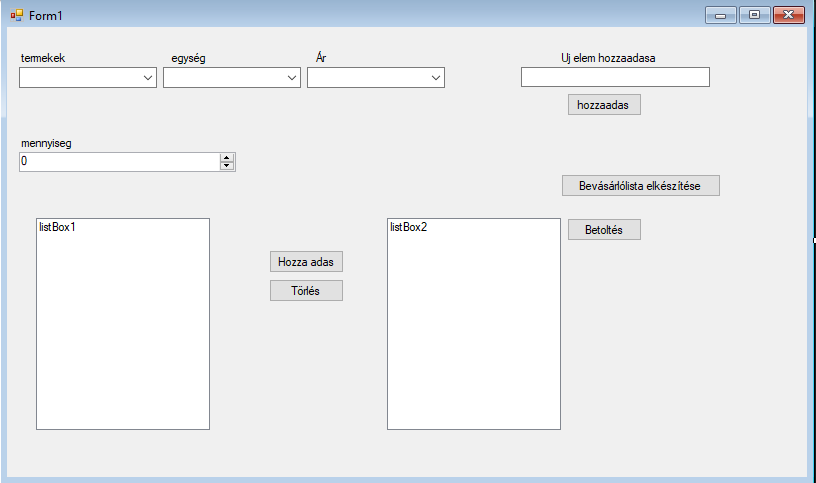 Form1
termekek egység Ár Uj elem hozzaadasa
hozzaadas
mennyiseg
0
Bevásárlólista elkészítése
listBox1 listBox2 Betoltés
Hozza adas
Törlés